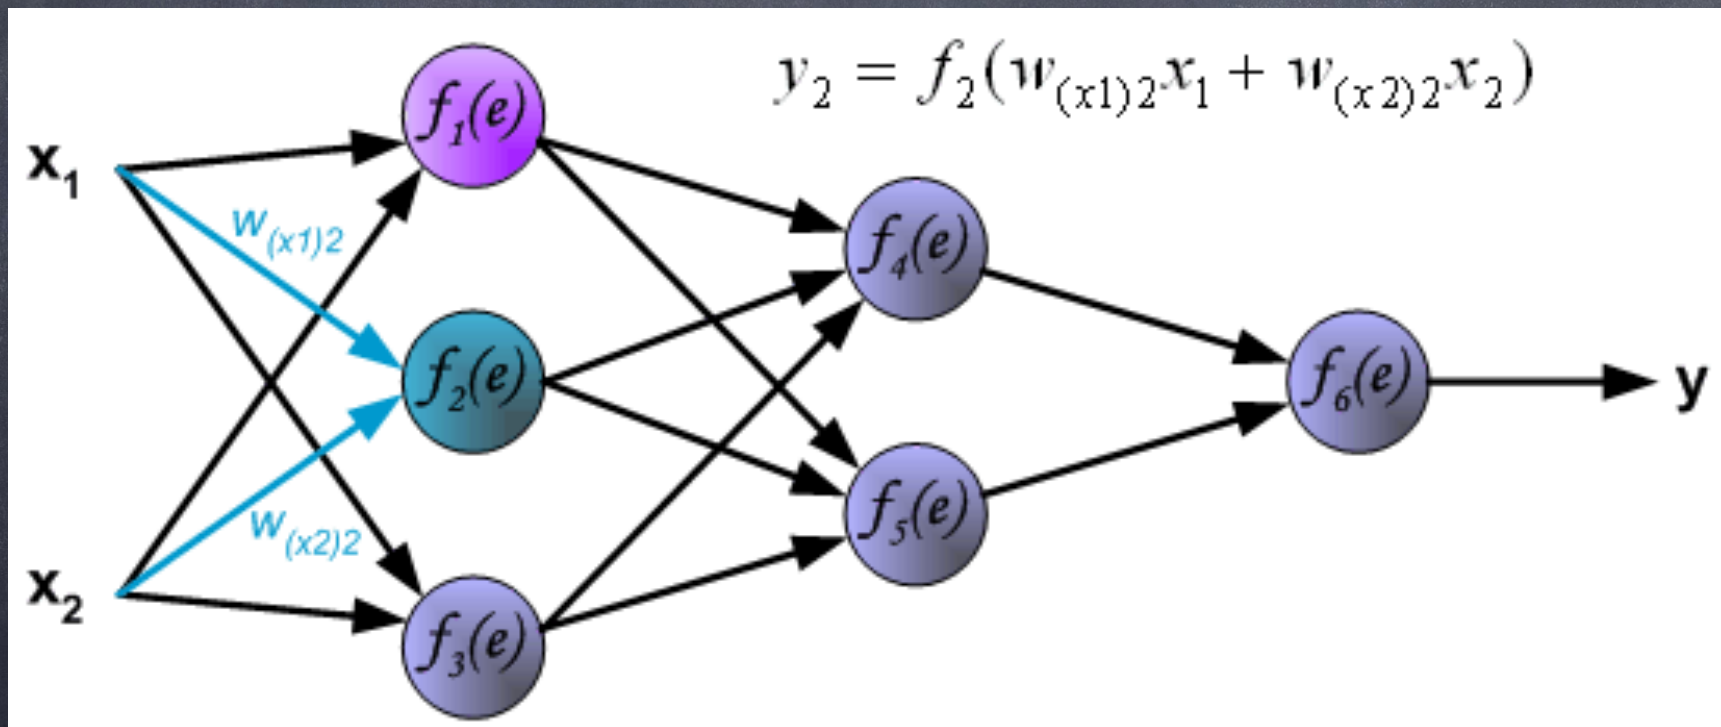 y₂ = f₂(w₍ₓ₁₎₂x₁ + w₍ₓ₂₎₂x₂)
f₁(e)
x₁
w₍ₓ₁₎₂
f₄(e)
f₂(e)
f₆(e)
y
w₍ₓ₂₎₂
f₅(e)
x₂
f₃(e)